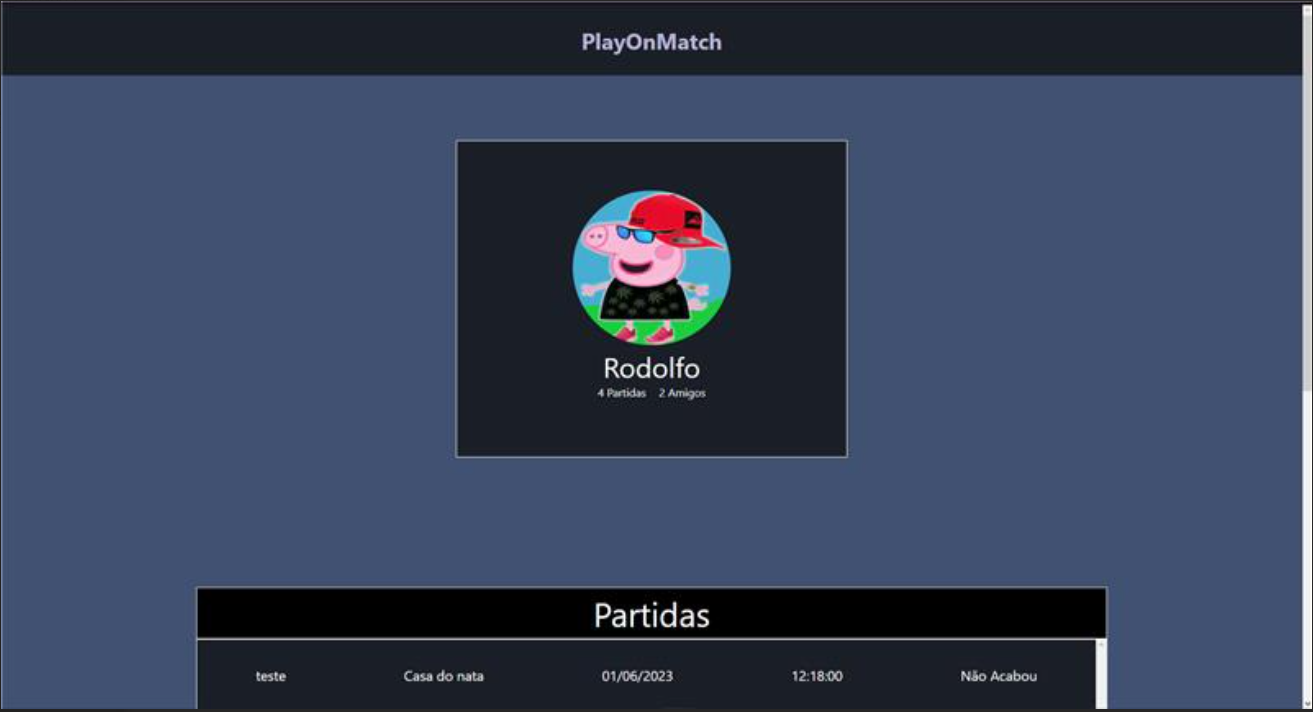 PlayOnMatch
Rodolfo
4 Partidas 2 Amigos
Partidas
teste Casa do nata 01/06/2023 12:18:00 Não Acabou